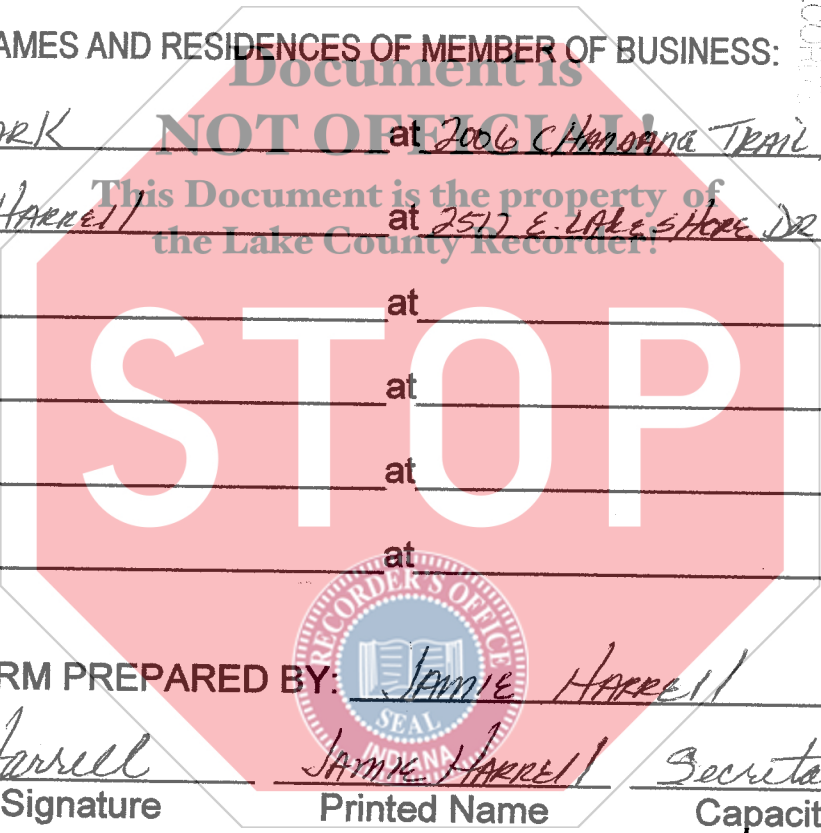 AMES AND RESIDENCES OF MEMBER OF BUSINESS:
Document is
ARK at 2006 TRAIL
NOT OFFICIAL!
This Document is the property of
HARRELL at 2517 E. LAKESHORE DR
the Lake County Recorder!
at
STOP
at
at
at
RECORDER'S OFFICE
SEAL
INDIANA
RM PREPARED BY: JAMIE HARRELL
Harrell JAMIE HARRELL Secreta
Signature Printed Name Capacit